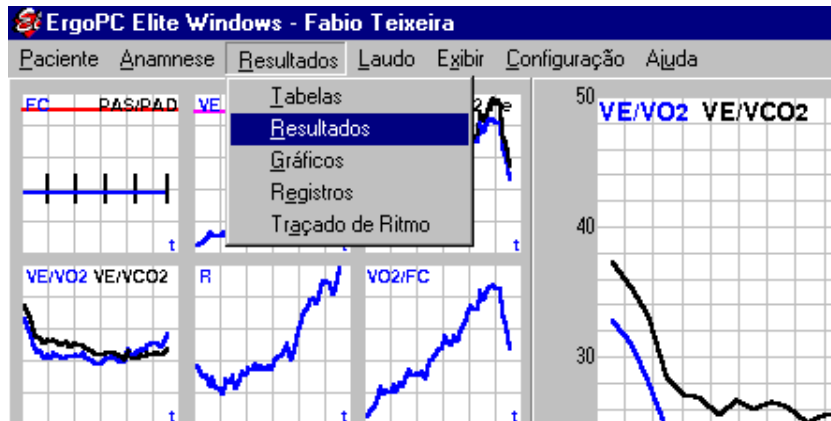 ErgoPC Elite Windows - Fabio Teixeira
Paciente Anamnese Resultados Laudo Exibir Configuração Ajuda
Tabelas
Resultados
Gráficos
Registros
Traçado de Ritmo
FC PAS/PAD VE
t
t
VE/VO2 VE/VCO2 R VO2/FC
t t t
50 VE/VO2 VE/VCO2
40
30